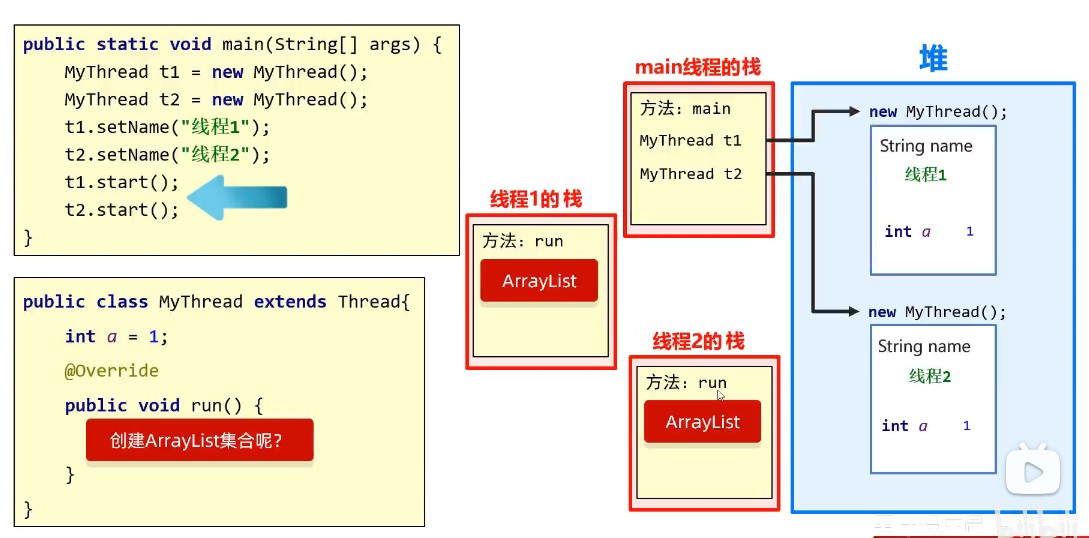 public static void main(String[] args) {
MyThread t1 = new MyThread();
MyThread t2 = new MyThread();
t1.setName("线程1");
t2.setName("线程2");
t1.start();
t2.start();
}
public class MyThread extends Thread{
int a = 1;
@Override
public void run() {
创建ArrayList集合呢?
}
}
线程1的栈
方法: run
ArrayList
main线程的栈
方法: main
MyThread t1
MyThread t2
线程2的栈
方法: run
ArrayList
堆
new MyThread();
String name
线程1
int a 1
new MyThread();
String name
线程2
int a 1
bilibili